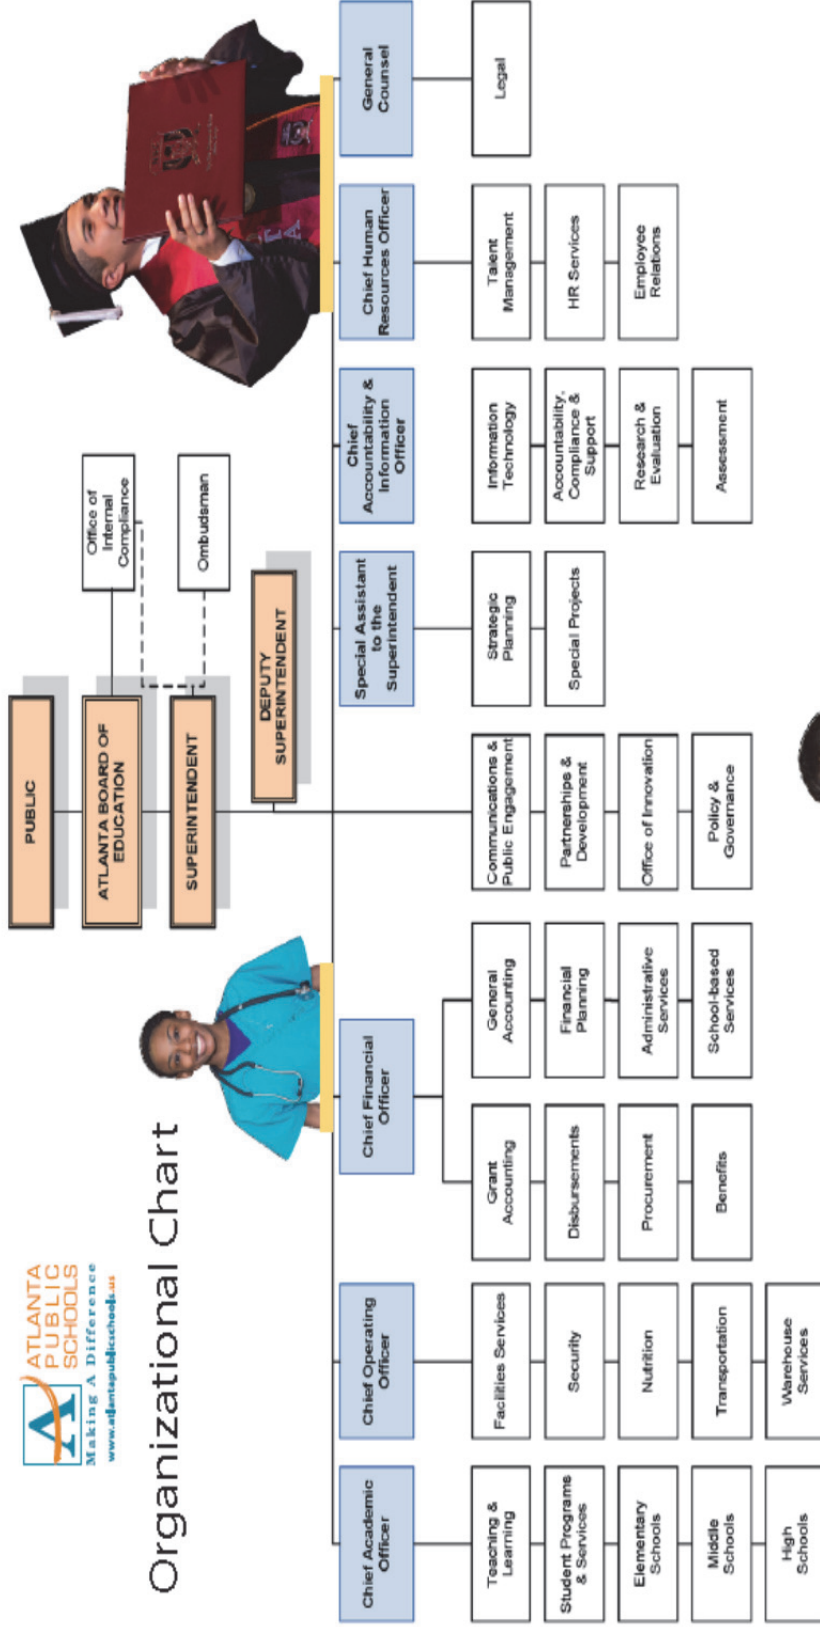 ATLANTA
PUBLIC
SCHOOLS
Making A Difference
www.atlantapublicschools.us
Organizational Chart
PUBLIC
ATLANTA BOARD OF
EDUCATION
Office of
Internal
Compliance
SUPERINTENDENT
Ombudsman
DEPUTY
SUPERINTENDENT
Chief Academic
Officer
Teaching &
Learning
Student Programs
& Services
Elementary
Schools
Middle
Schools
High
Schools
Chief Operating
Officer
Facilities Services
Security
Nutrition
Transportation
Warehouse
Services
Chief Financial
Officer
Grant
Accounting
Disbursements
Procurement
Benefits
General
Accounting
Financial
Planning
Administrative
Services
School-based
Services
Communications &
Public Engagement
Partnerships &
Development
Office of Innovation
Policy &
Governance
Special Assistant
to the
Superintendent
Strategic
Planning
Special Projects
Chief
Accountability &
Information
Officer
Information
Technology
Accountability,
Compliance &
Support
Research &
Evaluation
Assessment
Chief Human
Resources Officer
Talent
Management
HR Services
Employee
Relations
General
Counsel
Legal